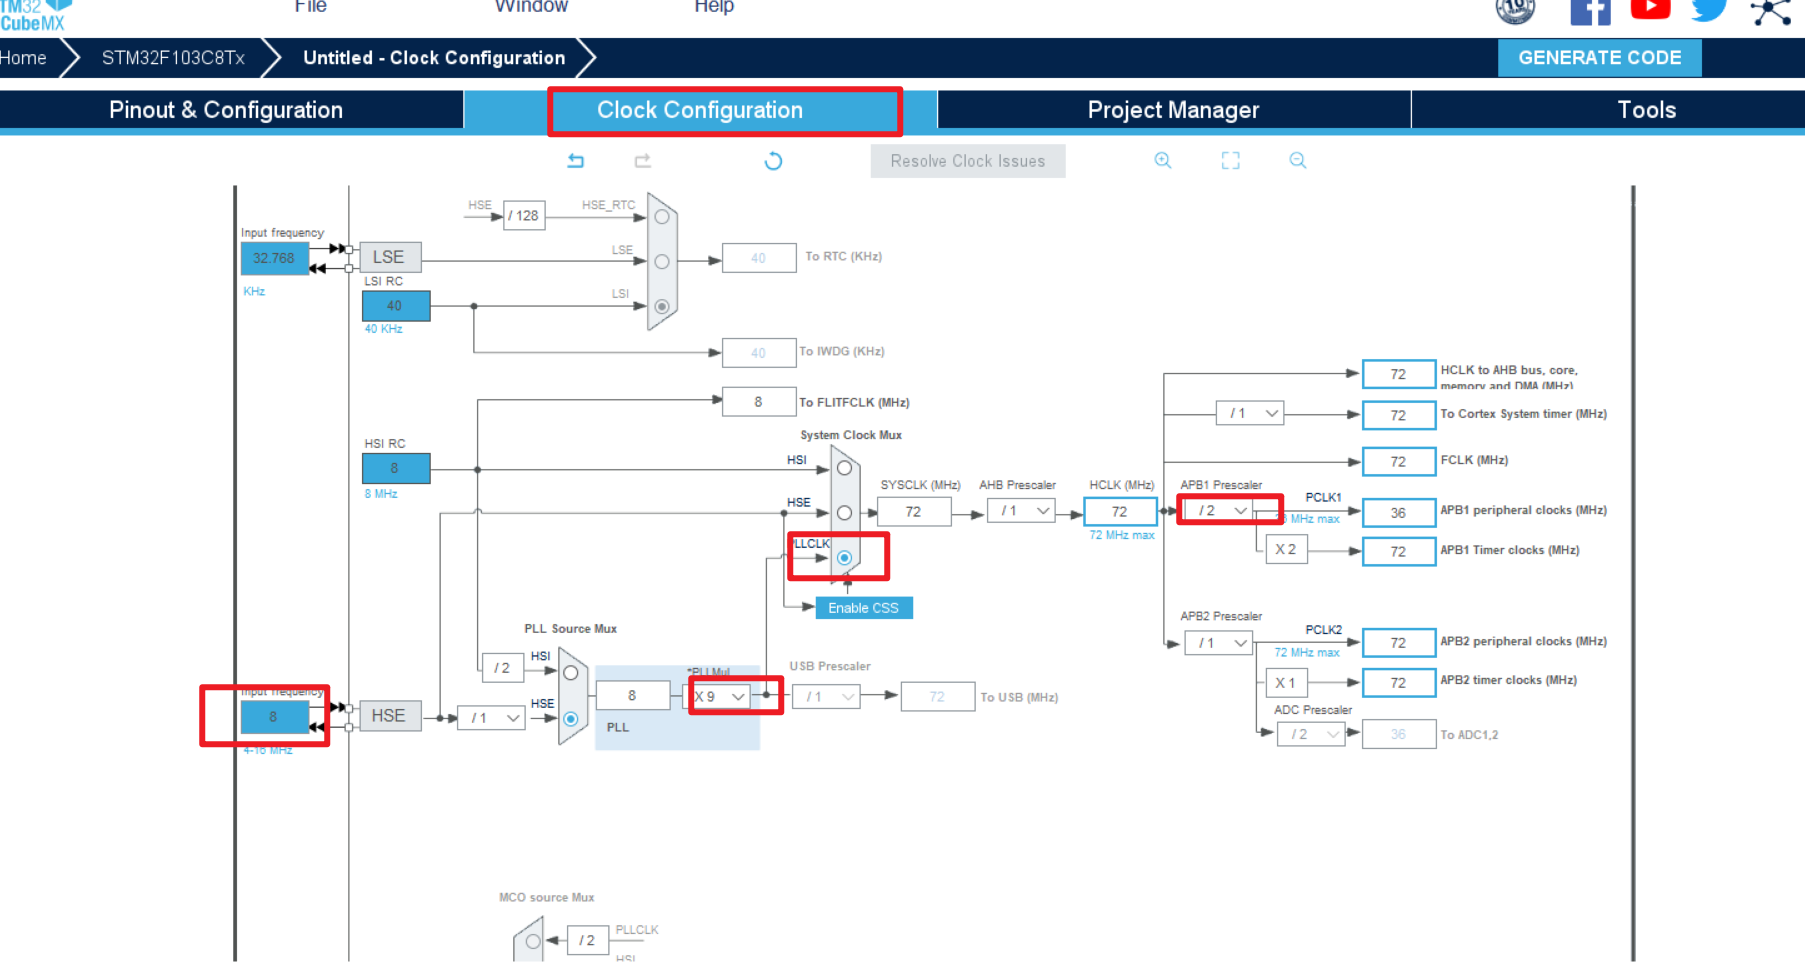 TM32
CubeMX
File
Window
Help
10
Home
STM32F103C8Tx
Untitled - Clock Configuration
GENERATE CODE
Pinout & Configuration
Clock Configuration
Project Manager
Tools
Resolve Clock Issues
HSE
/ 128
HSE_RTC
Input frequency
32.768
KHz
LSE
LSE
40
To RTC (KHz)
LSI RC
40
40 KHz
LSI
40
To IWDG (KHz)
8
To FLITFCLK (MHz)
HSI RC
8
8 MHz
System Clock Mux
HSI
HSE
PLLCLK
SYSCLK (MHz)
72
AHB Prescaler
/ 1
HCLK (MHz)
72
72 MHz max
Enable CSS
72
HCLK to AHB bus, core,
memory and DMA (MHz)
/ 1
72
To Cortex System timer (MHz)
72
FCLK (MHz)
APB1 Prescaler
/ 2
PCLK1
36 MHz max
36
APB1 peripheral clocks (MHz)
X 2
72
APB1 Timer clocks (MHz)
APB2 Prescaler
/ 1
PCLK2
72 MHz max
72
APB2 peripheral clocks (MHz)
X 1
72
APB2 timer clocks (MHz)
ADC Prescaler
/ 2
36
To ADC1,2
PLL Source Mux
/ 2
HSI
Input frequency
8
4-16 MHz
HSE
/ 1
HSE
8
PLL
*PLLMul
X 9
USB Prescaler
/ 1
72
To USB (MHz)
MCO source Mux
/ 2
PLLCLK
HSI